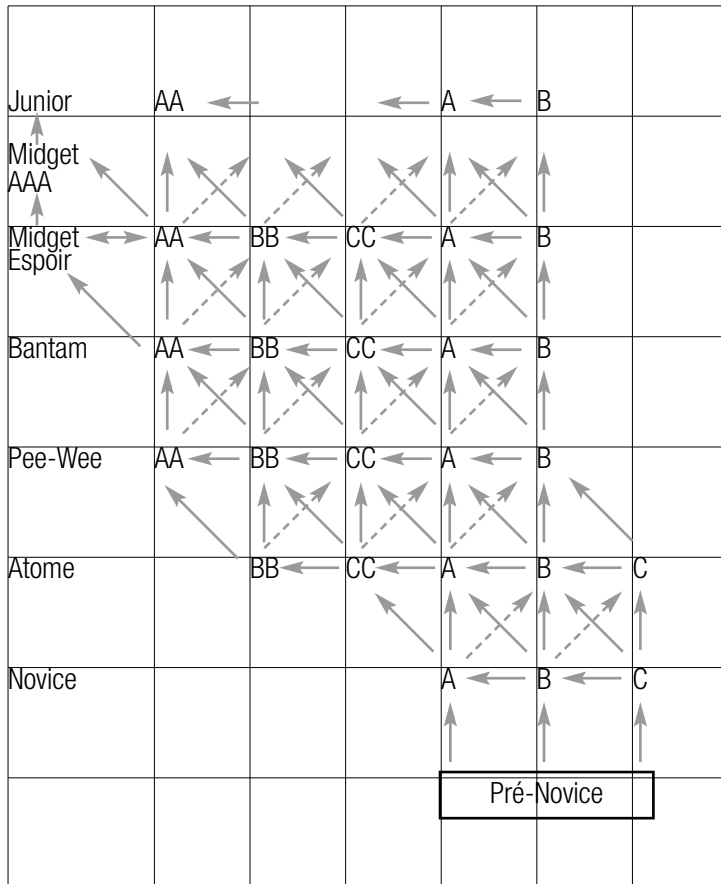 Junior AA A B
Midget
AAA
Midget AA BB CC A B
Espoir
Bantam AA BB CC A B
Pee-Wee AA BB CC A B
Atome BB CC A B C
Novice A B C
Pré-Novice